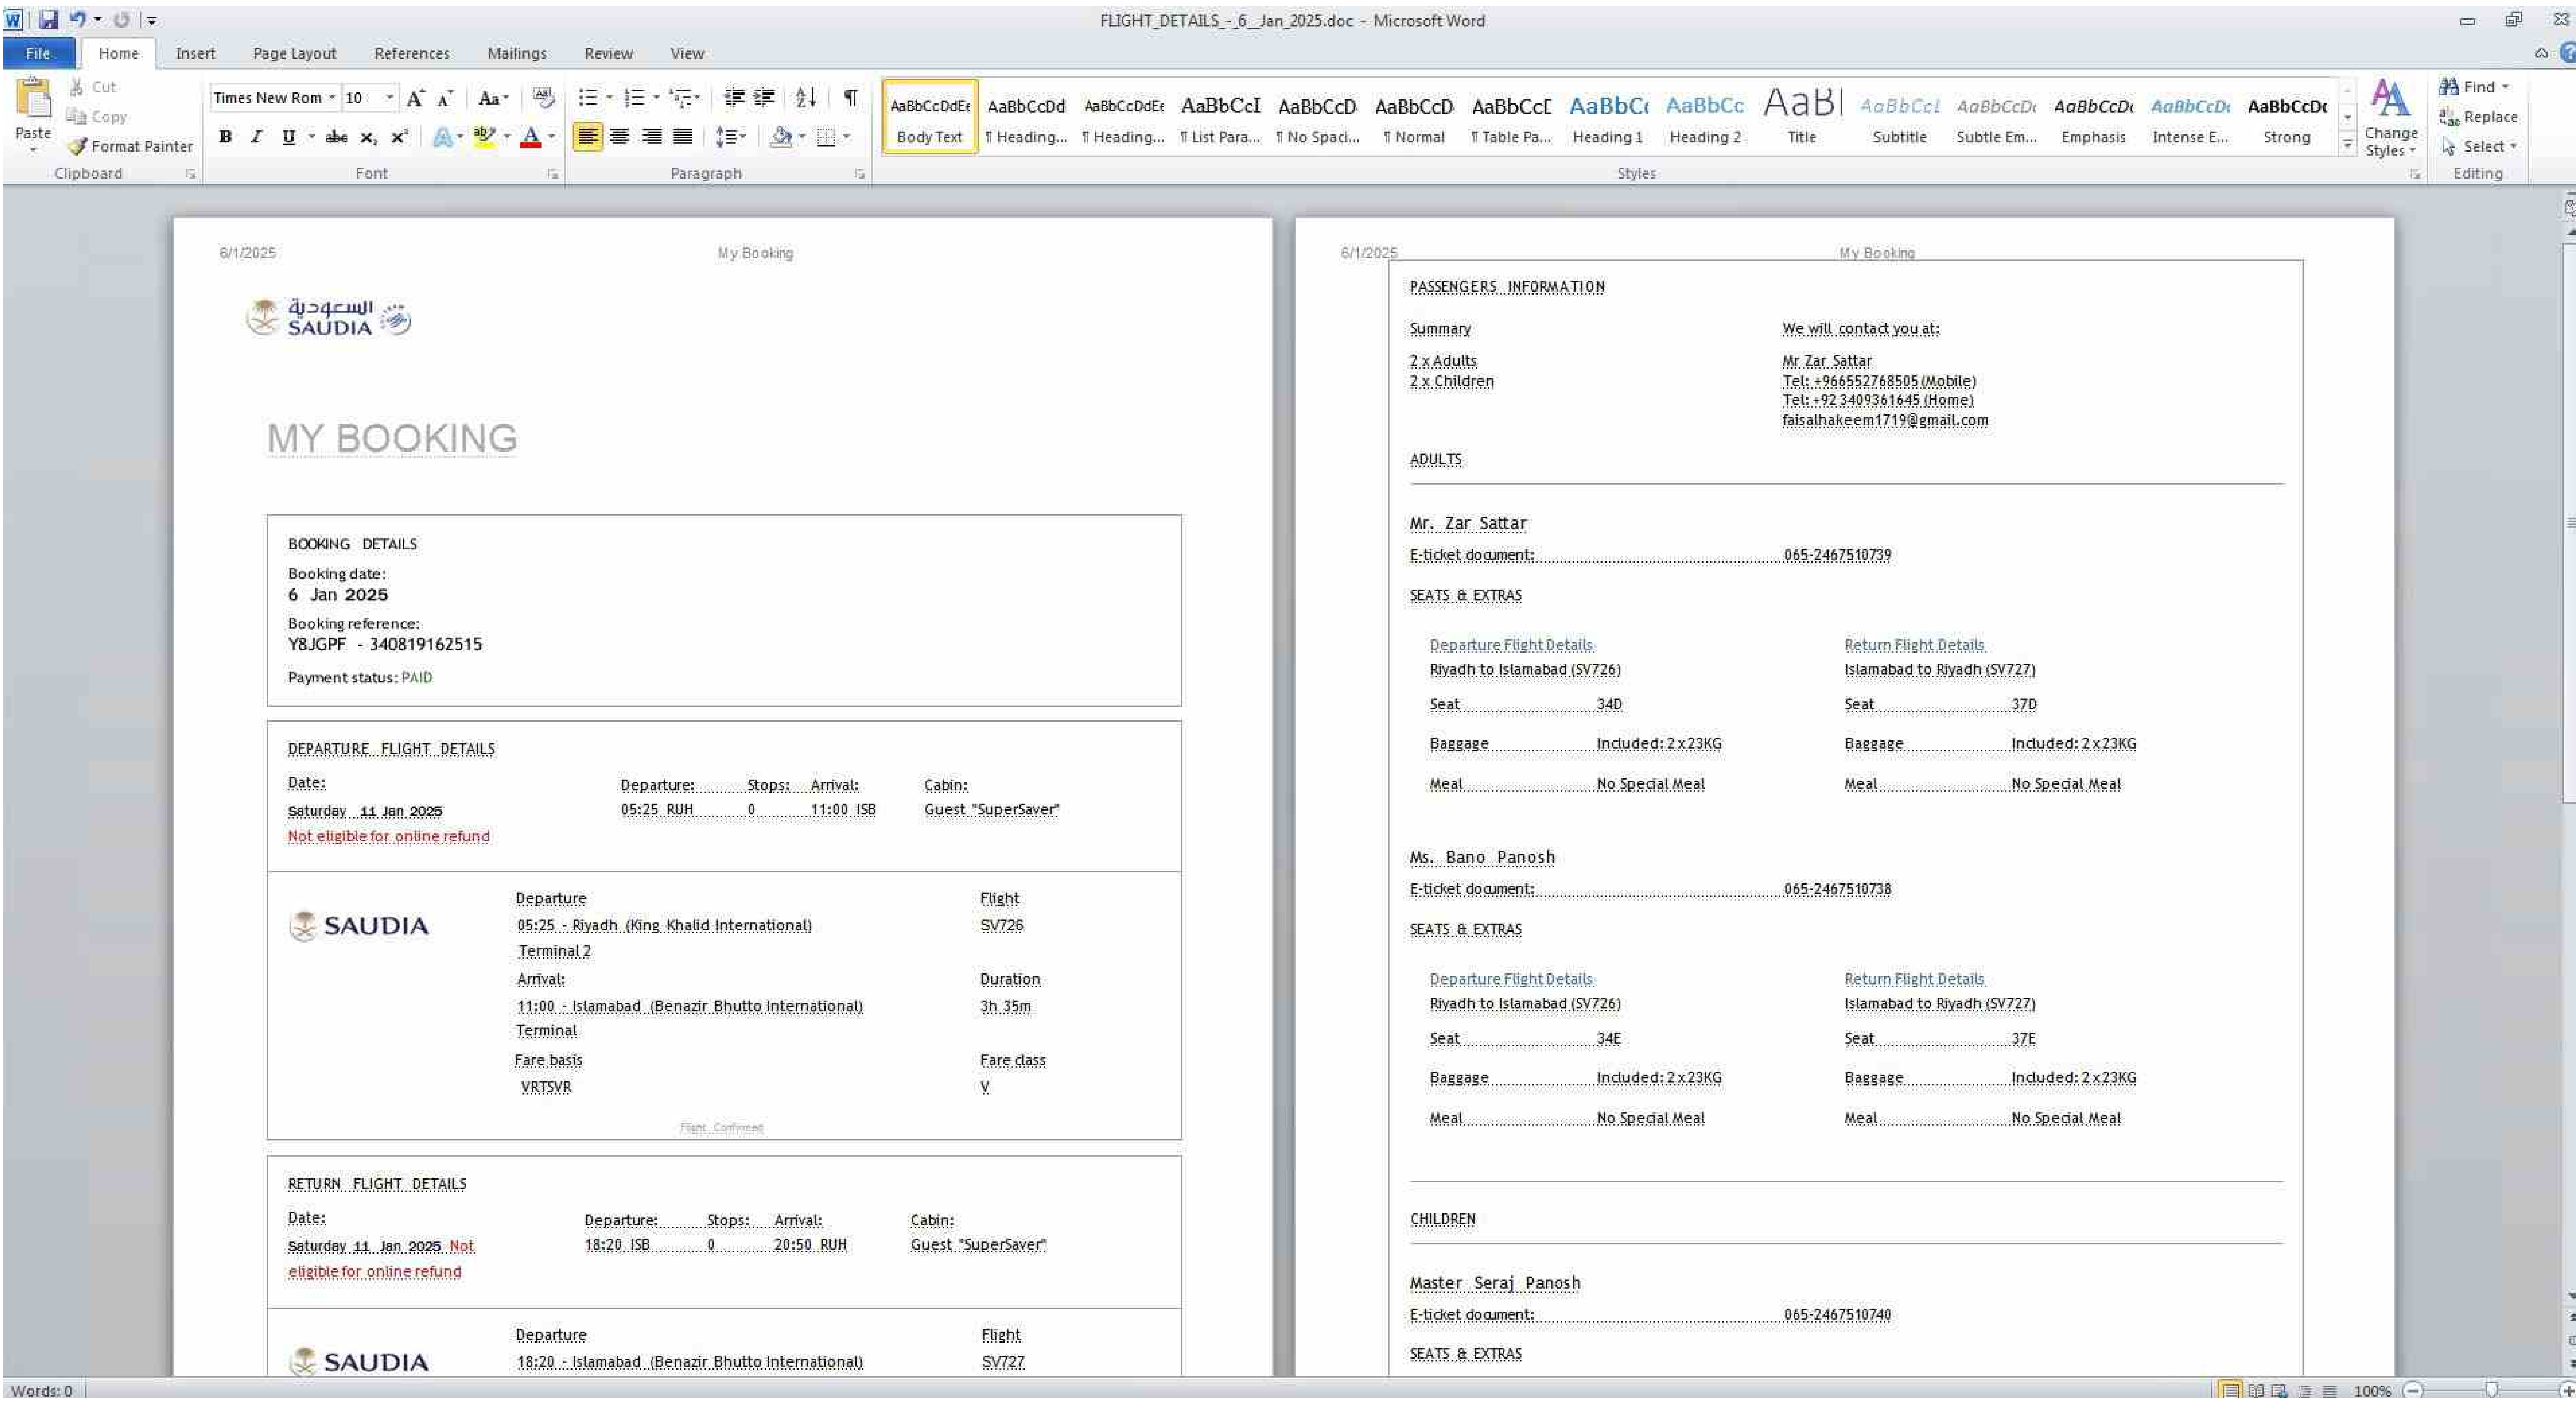 FLIGHT_DETAILS_-_6__Jan_2025.doc - Microsoft Word
File Home Insert Page Layout References Mailings Review View
Paste
Cut
Copy
Format Painter
Clipboard
Times New Rom 10
Font
Paragraph
AaBbCcDdEe AaBbCcDd AaBbCcDdEe AaBbCcI AaBbCcD AaBbCcD AaBbCcE AaBbC AaBbCc AaB AaBbCcI AaBbCcDc AaBbCcDc AaBbCcDc AaBbCcDc
Body Text ¶ Heading... ¶ Heading... ¶ List Para... ¶ No Spaci... ¶ Normal ¶ Table Pa... Heading 1 Heading 2 Title Subtitle Subtle Em... Emphasis Intense E... Strong
Styles
Change
Styles
Find
Replace
Select
Editing
6/1/2025 My Booking
السعودية
SAUDIA
MY BOOKING
BOOKING DETAILS
Booking date:
6 Jan 2025
Booking reference:
Y8JGPF - 340819162515
Payment status: PAID
DEPARTURE FLIGHT DETAILS
Date: Departure: Stops: Arrival: Cabin:
Saturday 11 Jan 2025 05:25 RUH 0 11:00 ISB Guest "SuperSaver"
Not eligible for online refund
SAUDIA
Departure Flight
05:25 - Riyadh (King Khalid International) SV726
Terminal 2
Arrival: Duration
11:00 - Islamabad (Benazir Bhutto International) 3h 35m
Terminal
Fare basis Fare class
VRTSVR V
Flight Confirmed
RETURN FLIGHT DETAILS
Date: Departure: Stops: Arrival: Cabin:
Saturday 11 Jan 2025 Not 18:20 ISB 0 20:50 RUH Guest "SuperSaver"
eligible for online refund
Departure Flight
SAUDIA 18:20 - Islamabad (Benazir Bhutto International) SV727
6/1/2025 My Booking
PASSENGERS INFORMATION
Summary We will contact you at:
2 x Adults Mr Zar Sattar
2 x Children Tel: +966552768505 (Mobile)
Tel: +92 3409361645 (Home)
faisalhakeem1719@gmail.com
ADULTS
Mr. Zar Sattar
E-ticket document: 065-2467510739
SEATS & EXTRAS
Departure Flight Details Return Flight Details
Riyadh to Islamabad (SV726) Islamabad to Riyadh (SV727)
Seat 34D Seat 37D
Baggage Included: 2 x 23KG Baggage Included: 2 x 23KG
Meal No Special Meal Meal No Special Meal
Ms. Bano Panosh
E-ticket document: 065-2467510738
SEATS & EXTRAS
Departure Flight Details Return Flight Details
Riyadh to Islamabad (SV726) Islamabad to Riyadh (SV727)
Seat 34E Seat 37E
Baggage Included: 2 x 23KG Baggage Included: 2 x 23KG
Meal No Special Meal Meal No Special Meal
CHILDREN
Master Seraj Panosh
E-ticket document: 065-2467510740
SEATS & EXTRAS
Words: 0
100%